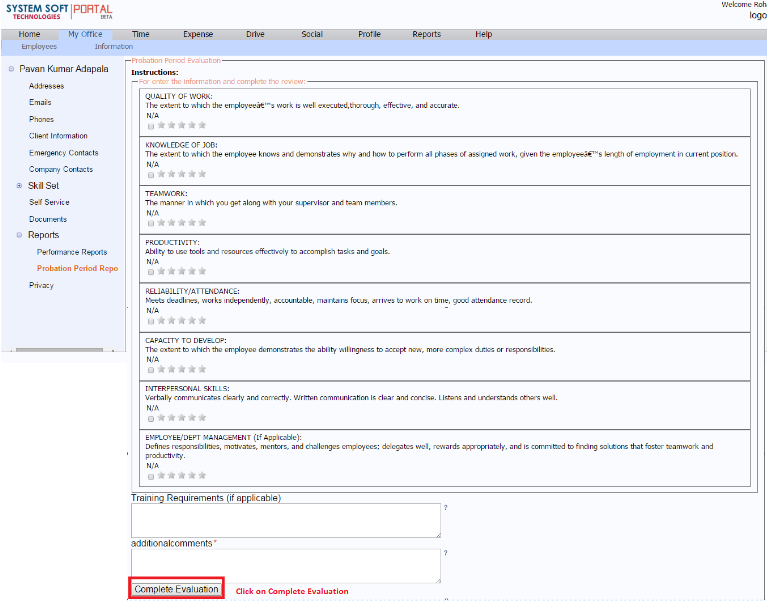 SYSTEM SOFT PORTAL
TECHNOLOGIES BETA
Welcome Roh
logo
Home My Office Time Expense Drive Social Profile Reports Help
Employees Information
Pavan Kumar Adapala
Addresses
Emails
Phones
Client Information
Emergency Contacts
Company Contacts
Skill Set
Self Service
Documents
Reports
Performance Reports
Probation Period Repo
Privacy
Probation Period Evaluation
Instructions:
For enter the information and complete the review:
QUALITY OF WORK:
The extent to which the employeeâ€™s work is well executed,thorough, effective, and accurate.
N/A
KNOWLEDGE OF JOB:
The extent to which the employee knows and demonstrates why and how to perform all phases of assigned work, given the employeeâ€™s length of employment in current position.
N/A
TEAMWORK:
The manner in which you get along with your supervisor and team members.
N/A
PRODUCTIVITY:
Ability to use tools and resources effectively to accomplish tasks and goals.
N/A
RELIABILITY/ATTENDANCE:
Meets deadlines, works independently, accountable, maintains focus, arrives to work on time, good attendance record.
N/A
CAPACITY TO DEVELOP:
The extent to which the employee demonstrates the ability willingness to accept new, more complex duties or responsibilities.
N/A
INTERPERSONAL SKILLS:
Verbally communicates clearly and correctly. Written communication is clear and concise. Listens and understands others well.
N/A
EMPLOYEE/DEPT MANAGEMENT (If Applicable):
Defines responsibilities, motivates, mentors, and challenges employees; delegates well, rewards appropriately, and is committed to finding solutions that foster teamwork and
productivity.
N/A
Training Requirements (if applicable)
?
additionalcomments*
?
Complete Evaluation Click on Complete Evaluation